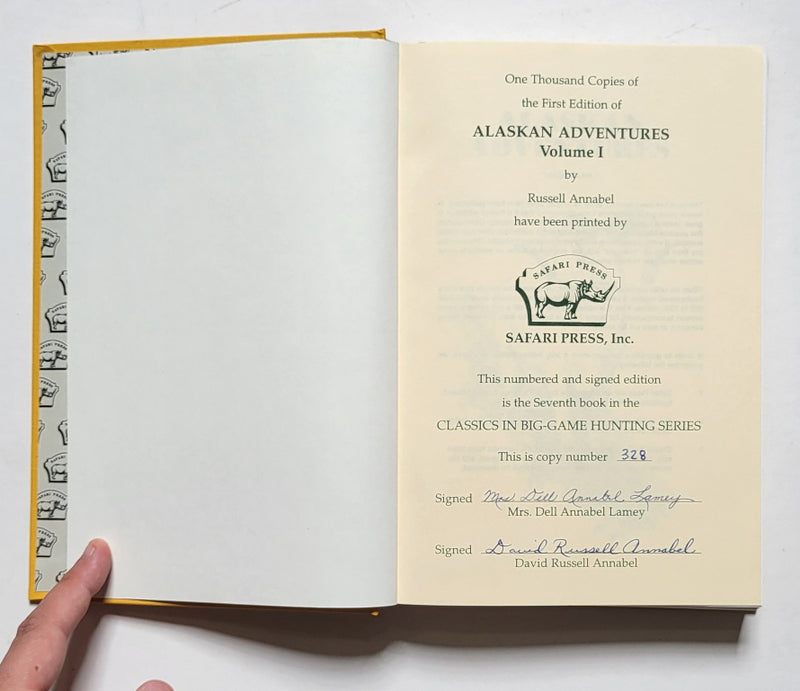 One Thousand Copies of
the First Edition of
ALASKAN ADVENTURES
Volume I
by
Russell Annabel
have been printed by
SAFARI PRESS
SAFARI PRESS, Inc.
This numbered and signed edition
is the Seventh book in the
CLASSICS IN BIG-GAME HUNTING SERIES
This is copy number 328
Signed Mrs Dell Annabel Lamey
Mrs. Dell Annabel Lamey
Signed David Russell Annabel
David Russell Annabel